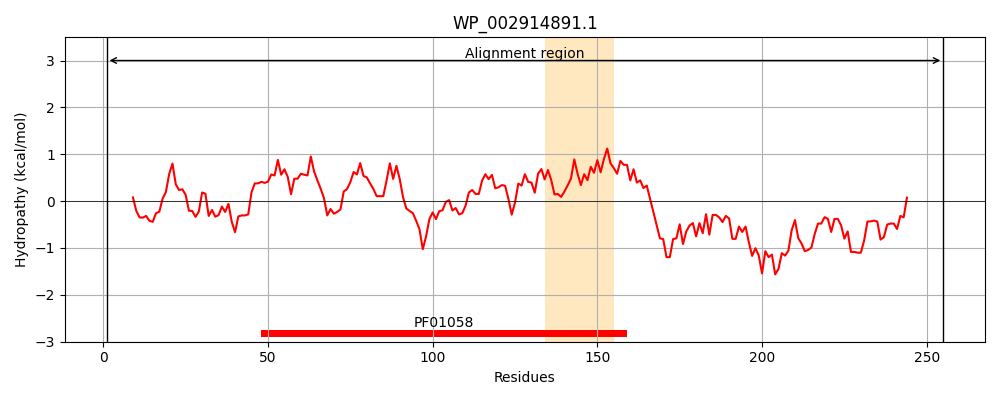 WP_002914891.1
Alignment region
3
2
1
0
−1
−2
−3
Hydropathy (kcal/mol)
PF01058
0
50
100
150
200
250
Residues